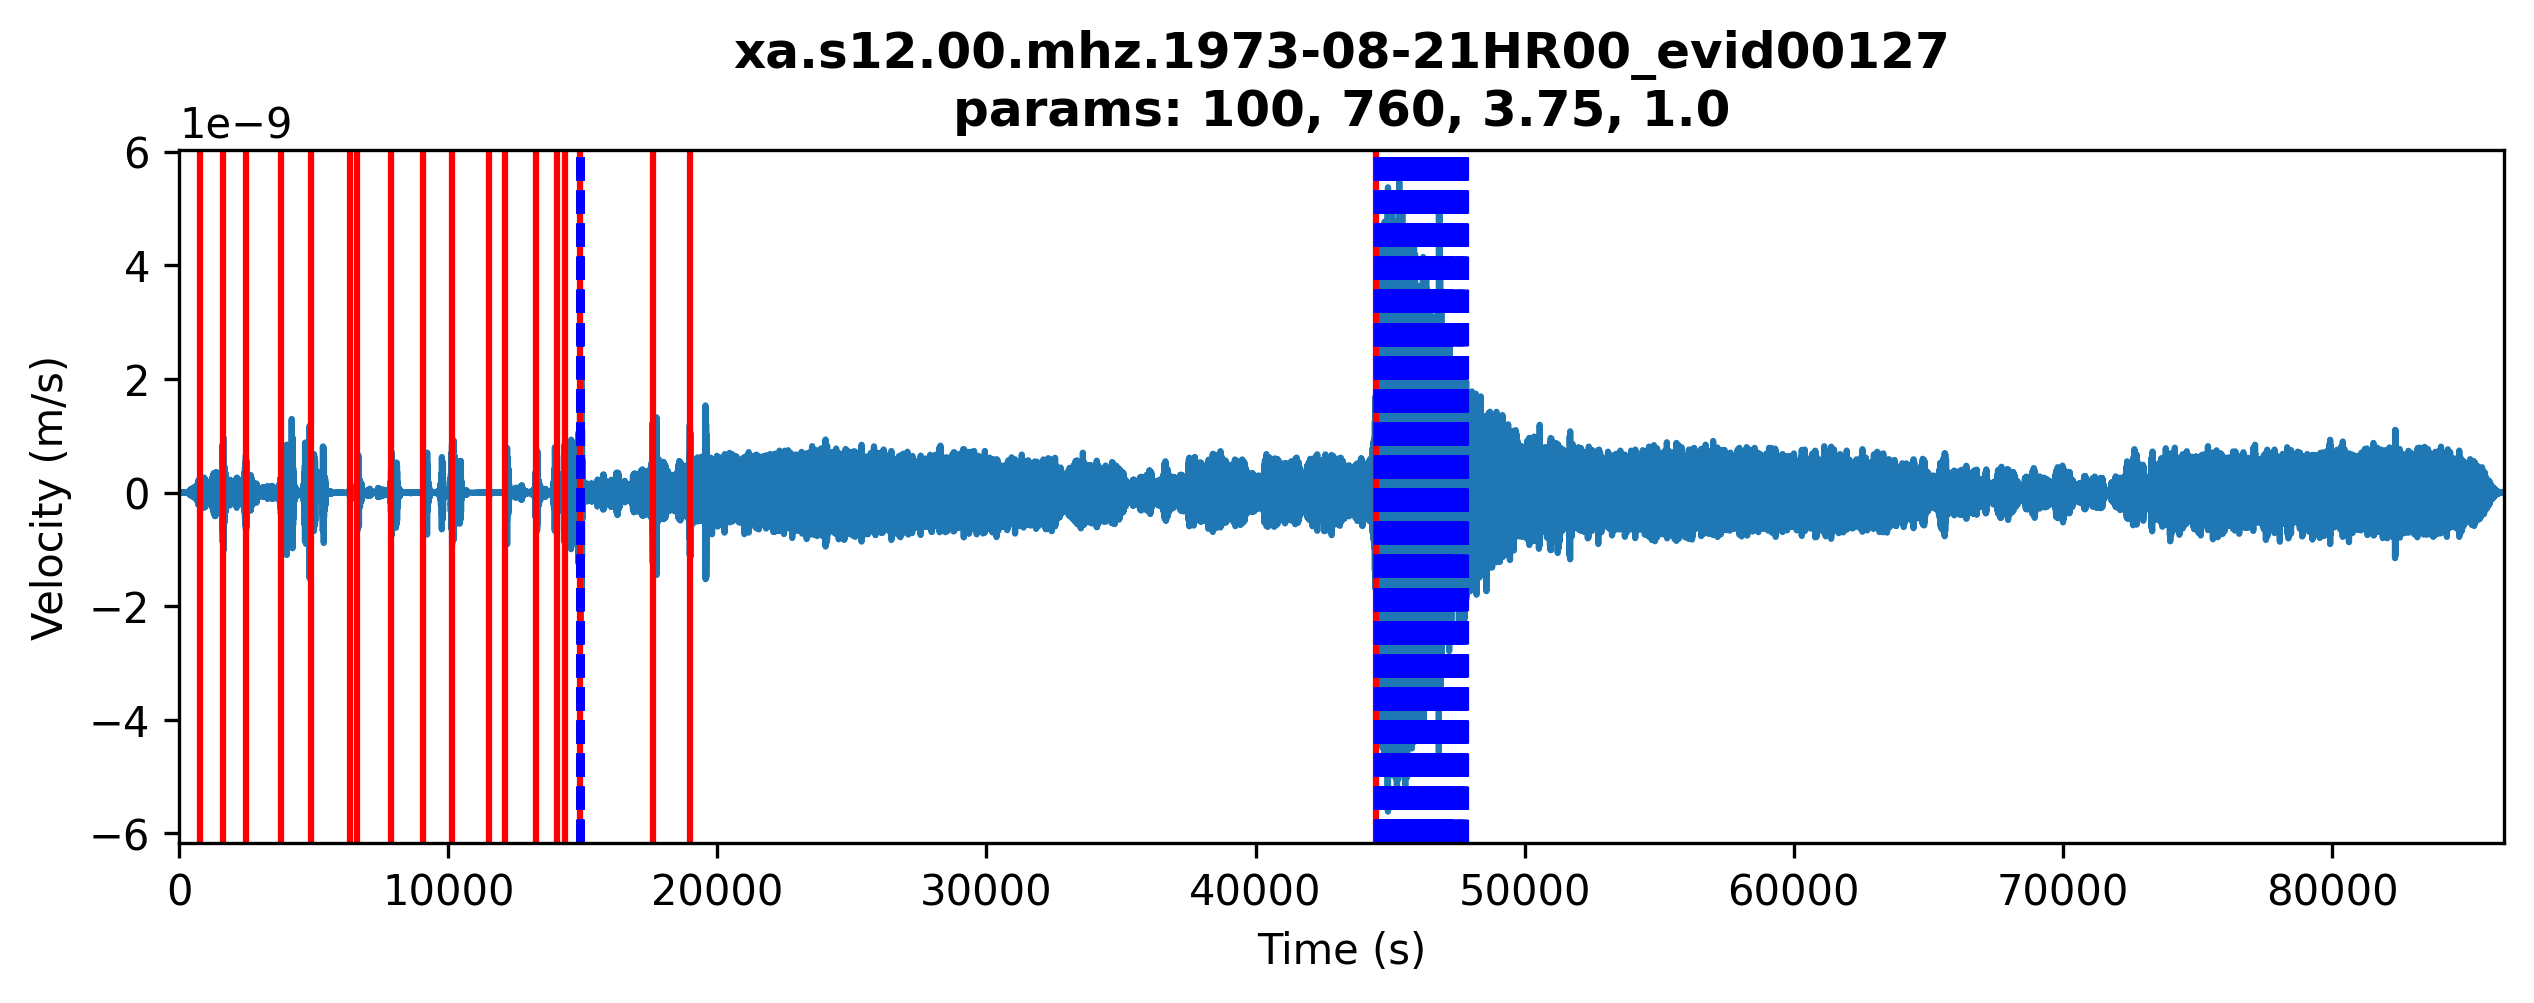 xa.s12.00.mhz.1973-08-21HR00_evid00127
params: 100, 760, 3.75, 1.0
1e−9
6
4
2
0
−2
−4
−6
Velocity (m/s)
0 10000 20000 30000 40000 50000 60000 70000 80000
Time (s)